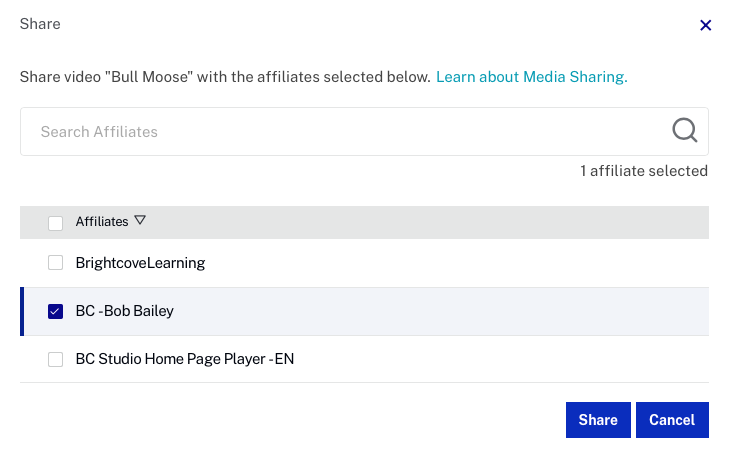 Share
Share video "Bull Moose" with the affiliates selected below. Learn about Media Sharing.
Search Affiliates
1 affiliate selected
Affiliates
BrightcoveLearning
BC - Bob Bailey
BC Studio Home Page Player - EN
Share Cancel